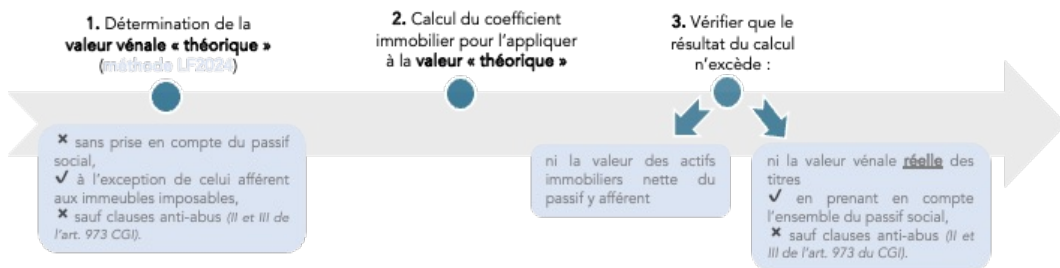 1. Détermination de la
valeur vénale « théorique »
(méthode LF2024)
2. Calcul du coefficient
immobilier pour l'appliquer
à la valeur « théorique »
3. Vérifier que le
résultat du calcul
n'excède :
✖ sans prise en compte du passif
social,
✓ à l'exception de celui afférent
aux immeubles imposables,
✖ sauf clauses anti-abus (II et III de
l'art. 973 CGI).
ni la valeur des actifs
immobiliers nette du
passif y afférent
ni la valeur vénale réelle des
titres
✓ en prenant en compte
l'ensemble du passif social,
✖ sauf clauses anti-abus (II et
III de l'art. 973 du CGI).